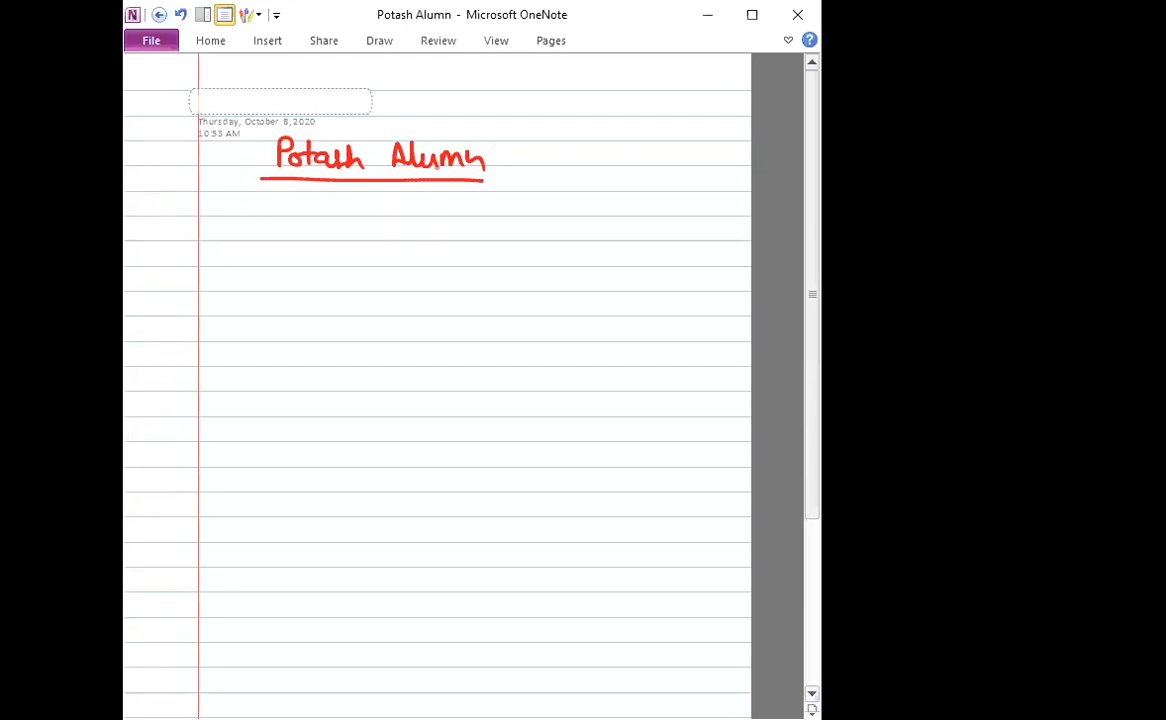 Potash Alumn - Microsoft OneNote
File Home Insert Share Draw Review View Pages
Thursday, October 8, 2020
10:53 AM
Potash Alumn